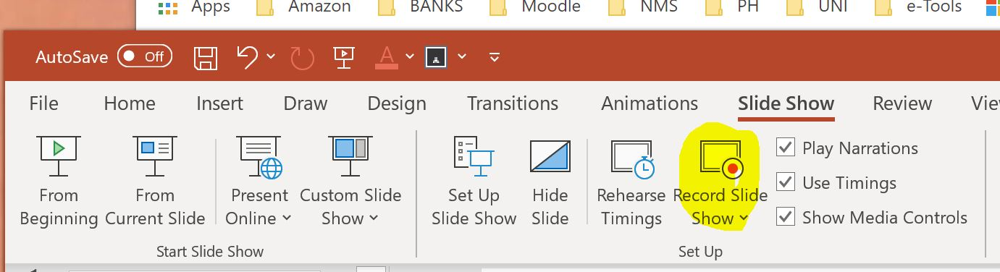 Apps Amazon BANKS Moodle NMS PH UNI e-Tools
AutoSave Off
File Home Insert Draw Design Transitions Animations Slide Show Review Vie
From Beginning
From Current Slide
Present Online
Custom Slide Show
Set Up Slide Show
Hide Slide
Rehearse Timings
Record Slide Show
Play Narrations
Use Timings
Show Media Controls
Start Slide Show
Set Up